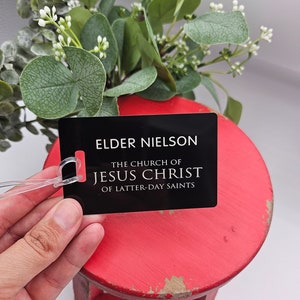 ELDER NIELSON
THE CHURCH OF
JESUS CHRIST
OF LATTER-DAY SAINTS